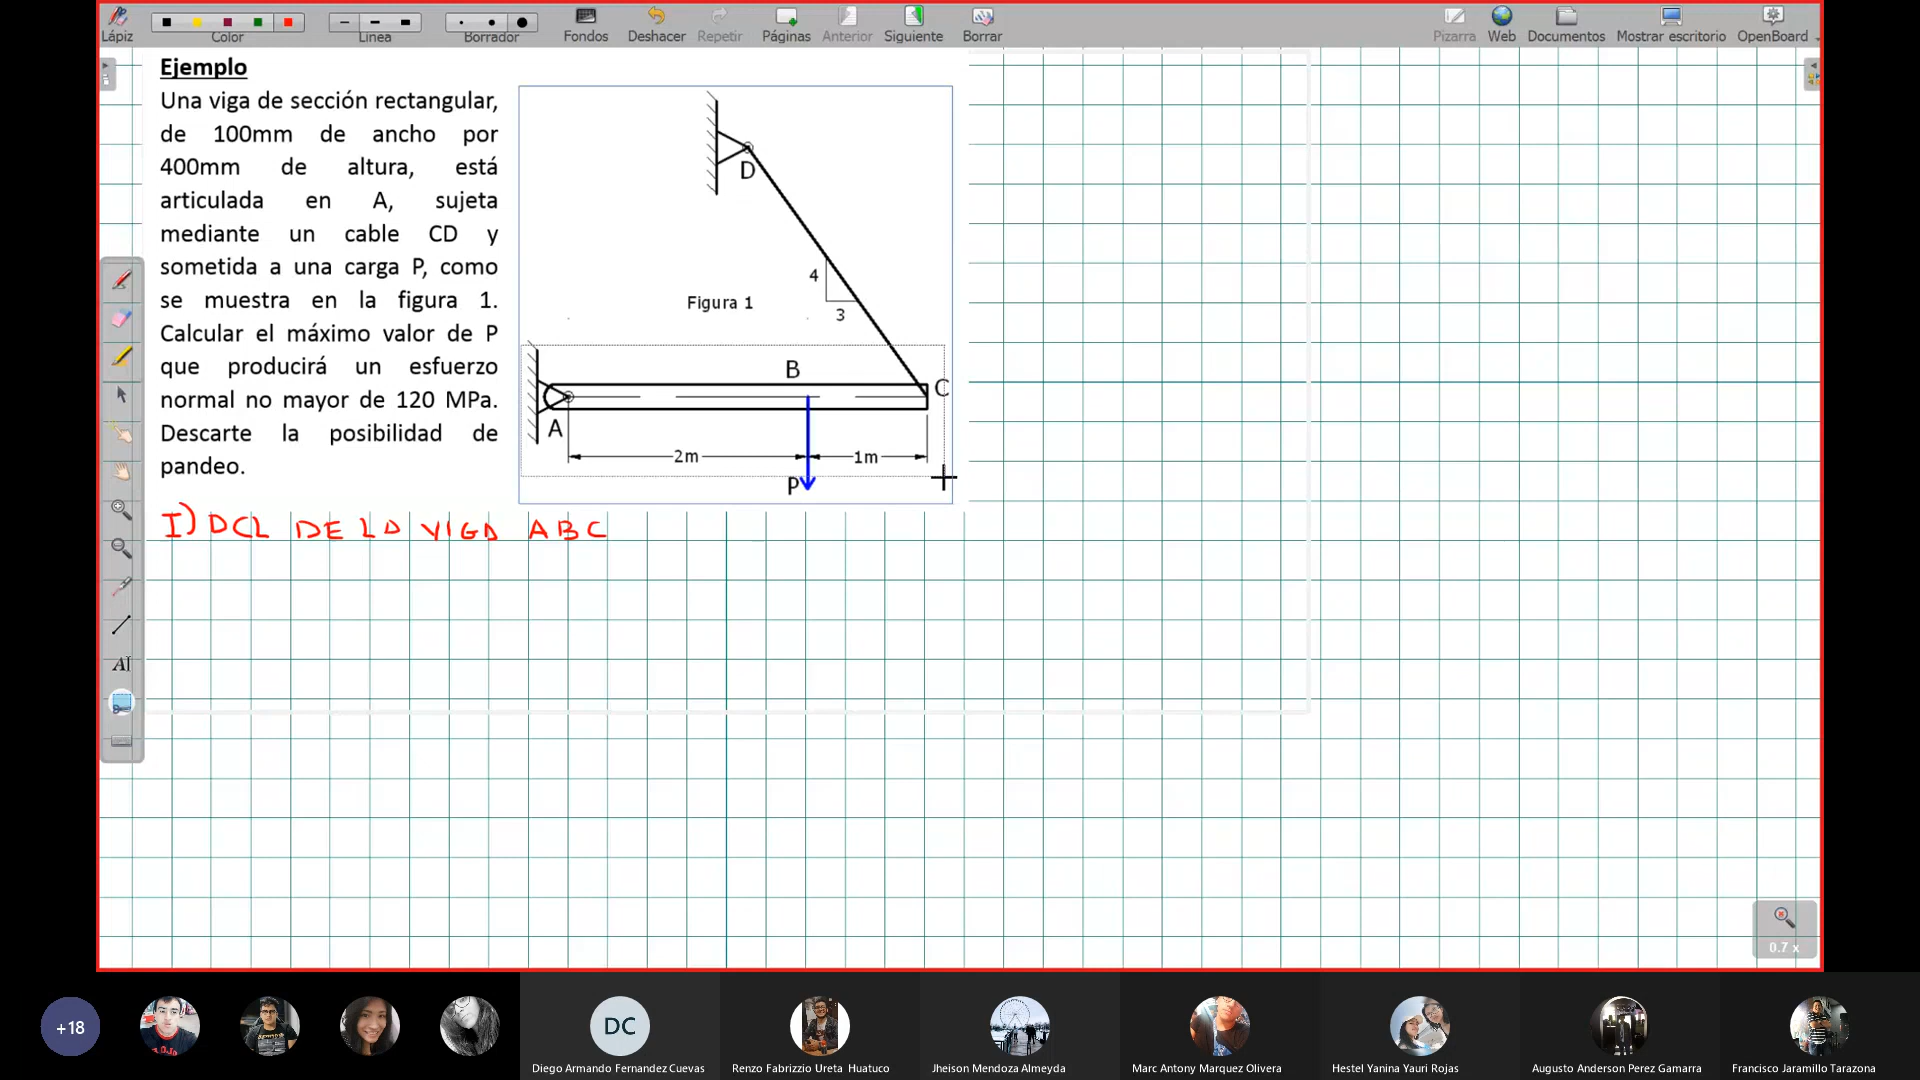 Lápiz
Color
Línea
Borrador
Fondos
Deshacer
Repetir
Páginas
Anterior
Siguiente
Borrar
Pizarra
Web
Documentos
Mostrar escritorio
OpenBoard
Ejemplo
Una viga de sección rectangular,
de 100mm de ancho por
400mm de altura, está
articulada en A, sujeta
mediante un cable CD y
sometida a una carga P, como
se muestra en la figura 1.
Calcular el máximo valor de P
que producirá un esfuerzo
normal no mayor de 120 MPa.
Descarte la posibilidad de
pandeo.
D
4
3
Figura 1
B
C
A
2m
1m
P
I) DCL DE LA VIGA ABC
AI
0.7 x
+18
DC
Diego Armando Fernandez Cuevas
Renzo Fabrizzio Ureta Huatuco
Jheison Mendoza Almeyda
Marc Antony Marquez Olivera
Hestel Yanina Yauri Rojas
Augusto Anderson Perez Gamarra
Francisco Jaramillo Tarazona